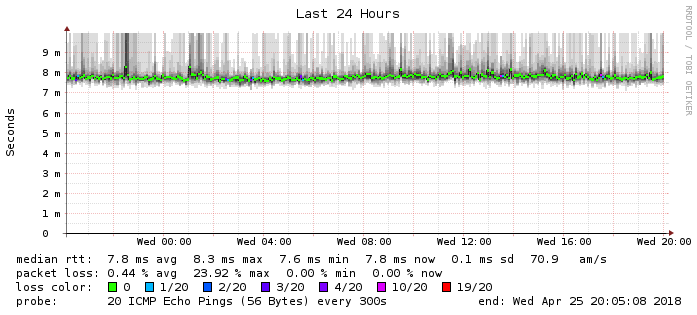 Last 24 Hours
RRDTOOL / TOBI OETIKER
Seconds
9 m
8 m
7 m
6 m
5 m
4 m
3 m
2 m
1 m
0
Wed 00:00 Wed 04:00 Wed 08:00 Wed 12:00 Wed 16:00 Wed 20:00
median rtt: 7.8 ms avg 8.3 ms max 7.6 ms min 7.8 ms now 0.1 ms sd 70.9 am/s
packet loss: 0.44 % avg 23.92 % max 0.00 % min 0.00 % now
loss color: 0 1/20 2/20 3/20 4/20 10/20 19/20
probe: 20 ICMP Echo Pings (56 Bytes) every 300s end: Wed Apr 25 20:05:08 2018